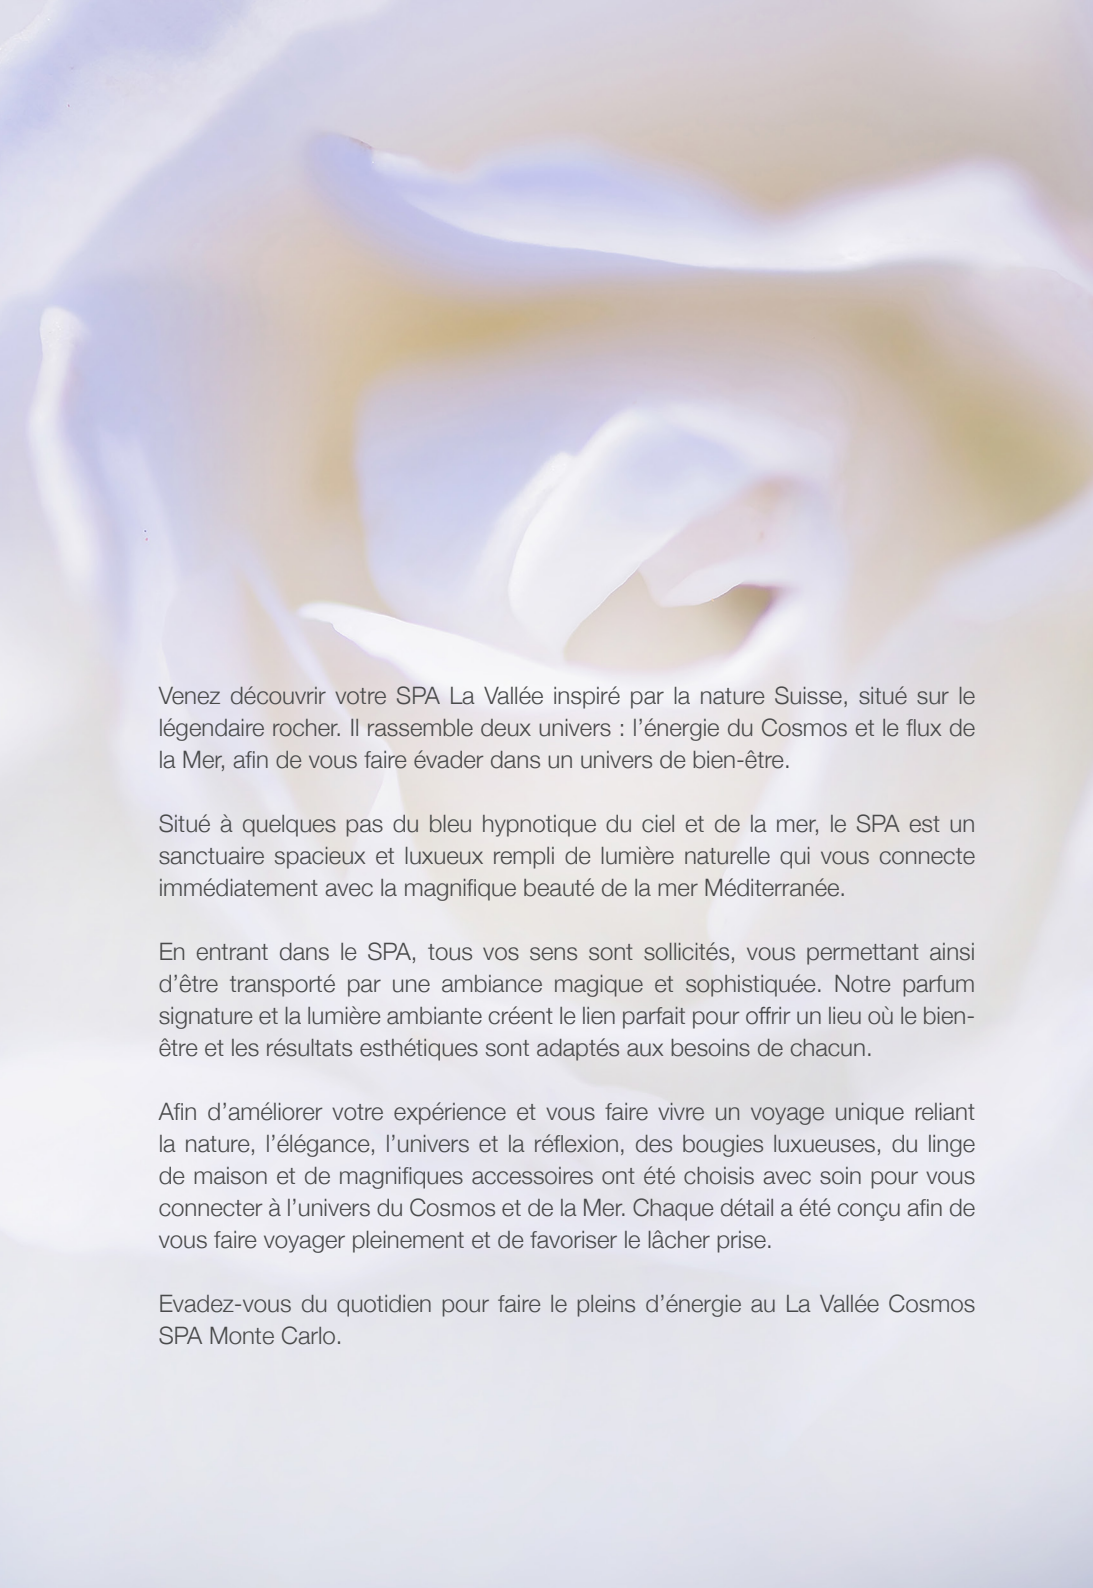 Venez découvrir votre SPA La Vallée inspiré par la nature Suisse, situé sur le
légendaire rocher. Il rassemble deux univers : l’énergie du Cosmos et le flux de
la Mer, afin de vous faire évader dans un univers de bien-être.

Situé à quelques pas du bleu hypnotique du ciel et de la mer, le SPA est un
sanctuaire spacieux et luxueux rempli de lumière naturelle qui vous connecte
immédiatement avec la magnifique beauté de la mer Méditerranée.

En entrant dans le SPA, tous vos sens sont sollicités, vous permettant ainsi
d’être transporté par une ambiance magique et sophistiquée. Notre parfum
signature et la lumière ambiante créent le lien parfait pour offrir un lieu où le bien-
être et les résultats esthétiques sont adaptés aux besoins de chacun.

Afin d’améliorer votre expérience et vous faire vivre un voyage unique reliant
la nature, l’élégance, l’univers et la réflexion, des bougies luxueuses, du linge
de maison et de magnifiques accessoires ont été choisis avec soin pour vous
connecter à l’univers du Cosmos et de la Mer. Chaque détail a été conçu afin de
vous faire voyager pleinement et de favoriser le lâcher prise.

Evadez-vous du quotidien pour faire le pleins d’énergie au La Vallée Cosmos
SPA Monte Carlo.